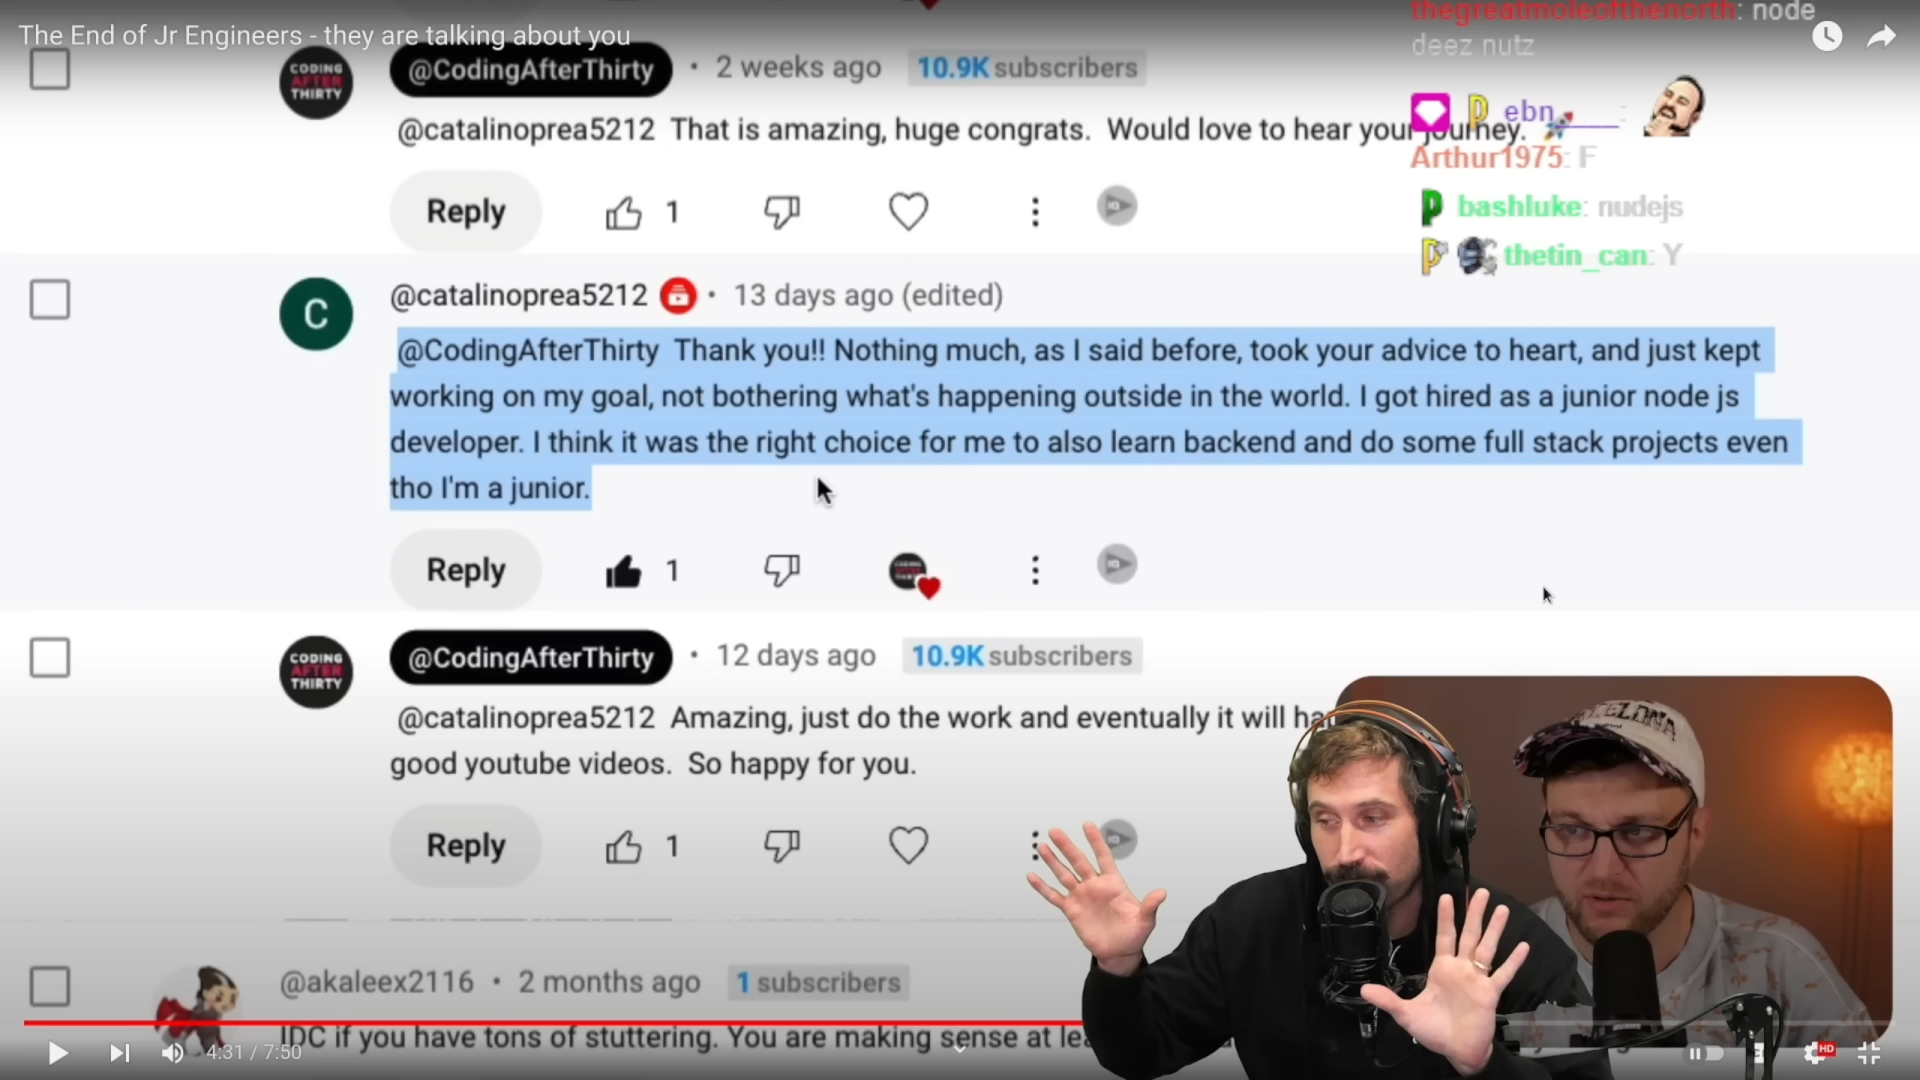 The End of Jr Engineers - they are talking about you
thegreatmoleofthenorth: node
deez nutz
CODING
AFTER
THIRTY
@CodingAfterThirty • 2 weeks ago 10.9K subscribers
ebn_____:
@catalinoprea5212 That is amazing, huge congrats. Would love to hear your journey.
Arthur1975: F
Reply 1
bashluke: nudejs
thetin_can: Y
C
@catalinoprea5212 • 13 days ago (edited)
@CodingAfterThirty Thank you!! Nothing much, as I said before, took your advice to heart, and just kept
working on my goal, not bothering what's happening outside in the world. I got hired as a junior node js
developer. I think it was the right choice for me to also learn backend and do some full stack projects even
tho I'm a junior.
Reply 1
CODING
AFTER
THIRTY
@CodingAfterThirty • 12 days ago 10.9K subscribers
@catalinoprea5212 Amazing, just do the work and eventually it will
good youtube videos. So happy for you.
Reply 1
@akaleex2116 • 2 months ago 1 subscribers
IDC if you have tons of stuttering. You are making sense at
4:31 / 7:50
HD